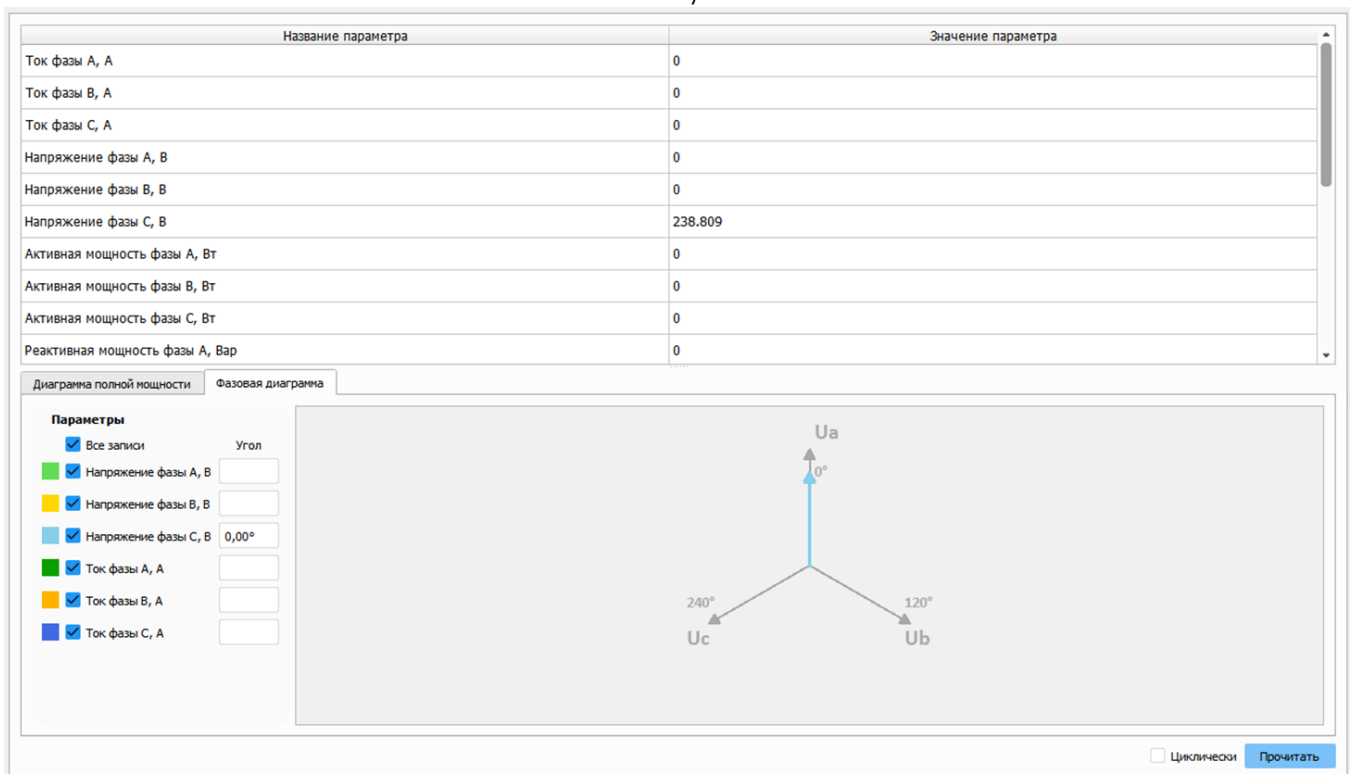 Название параметра Значение параметра
Ток фазы A, А 0
Ток фазы B, А 0
Ток фазы C, А 0
Напряжение фазы A, В 0
Напряжение фазы B, В 0
Напряжение фазы C, В 238.809
Активная мощность фазы A, Вт 0
Активная мощность фазы B, Вт 0
Активная мощность фазы C, Вт 0
Реактивная мощность фазы A, Вар 0
Диаграмма полной мощности Фазовая диаграмма
Параметры
Все записи Угол
Напряжение фазы A, В
Напряжение фазы B, В
Напряжение фазы C, В 0,00°
Ток фазы A, А
Ток фазы B, А
Ток фазы C, А
Ua
0°
240° 120°
Uc Ub
Циклически Прочитать